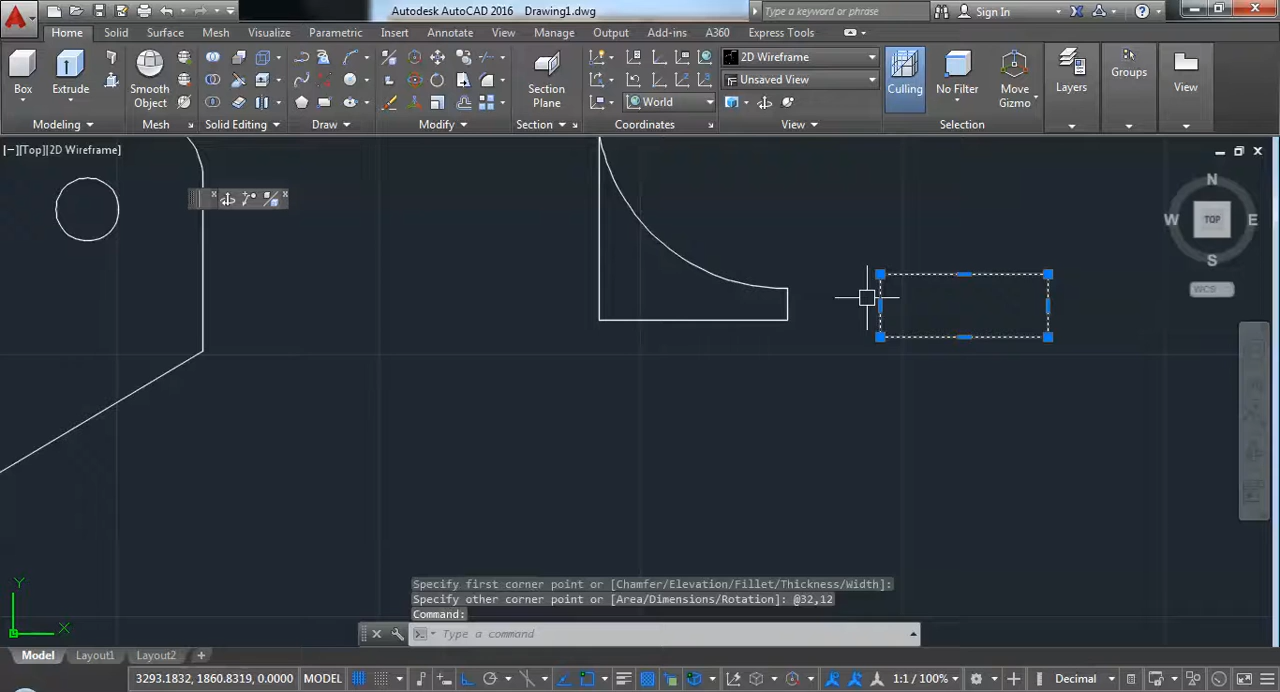 Autodesk AutoCAD 2016 Drawing1.dwg
Type a keyword or phrase
Sign In
Home Solid Surface Mesh Visualize Parametric Insert Annotate View Manage Output Add-ins A360 Express Tools
Box
Extrude
Smooth Object
Section Plane
World
2D Wireframe
Unsaved View
Culling
No Filter
Move Gizmo
Layers
Groups
View
Modeling Mesh Solid Editing Draw Modify Section Coordinates View Selection
[−][Top][2D Wireframe]
N
W TOP E
S
WCS
Specify first corner point or [Chamfer/Elevation/Fillet/Thickness/Width]:
Specify other corner point or [Area/Dimensions/Rotation]: @32,12
Command:
Type a command
Y
X
Model Layout1 Layout2 +
3293.1832, 1860.8319, 0.0000 MODEL 1:1 / 100% Decimal